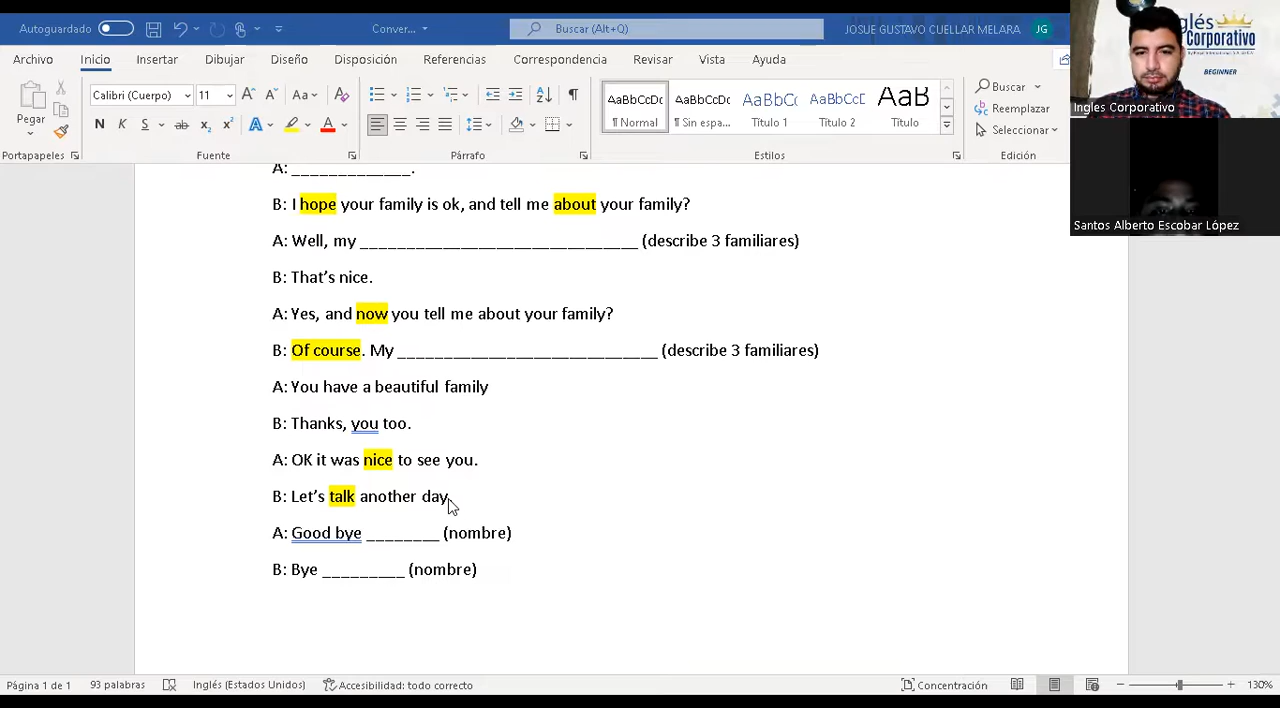 Autoguardado
Conver...
Buscar (Alt+Q)
JOSUE GUSTAVO CUELLAR MELARA
JG
Archivo
Inicio
Insertar
Dibujar
Diseño
Disposición
Referencias
Correspondencia
Revisar
Vista
Ayuda
Pegar
Portapapeles
Calibri (Cuerpo)
11
Aa
N K S ab x₂ x²
Fuente
Párrafo
AaBbCcDc
¶ Normal
AaBbCcDc
¶ Sin espa...
AaBbCc
Título 1
AaBbCcD
Título 2
AaB
Título
Estilos
Buscar
Reemplazar
Seleccionar
Edición
Inglés
Corporativo
BEGINNER
Ingles Corporativo
Santos Alberto Escobar López
A: _____________.
B: I hope your family is ok, and tell me about your family?
A: Well, my ______________________________ (describe 3 familiares)
B: That's nice.
A: Yes, and now you tell me about your family?
B: Of course. My ____________________________ (describe 3 familiares)
A: You have a beautiful family
B: Thanks, you too.
A: OK it was nice to see you.
B: Let's talk another day
A: Good bye ________ (nombre)
B: Bye _________ (nombre)
Página 1 de 1
93 palabras
Inglés (Estados Unidos)
Accesibilidad: todo correcto
Concentración
130%